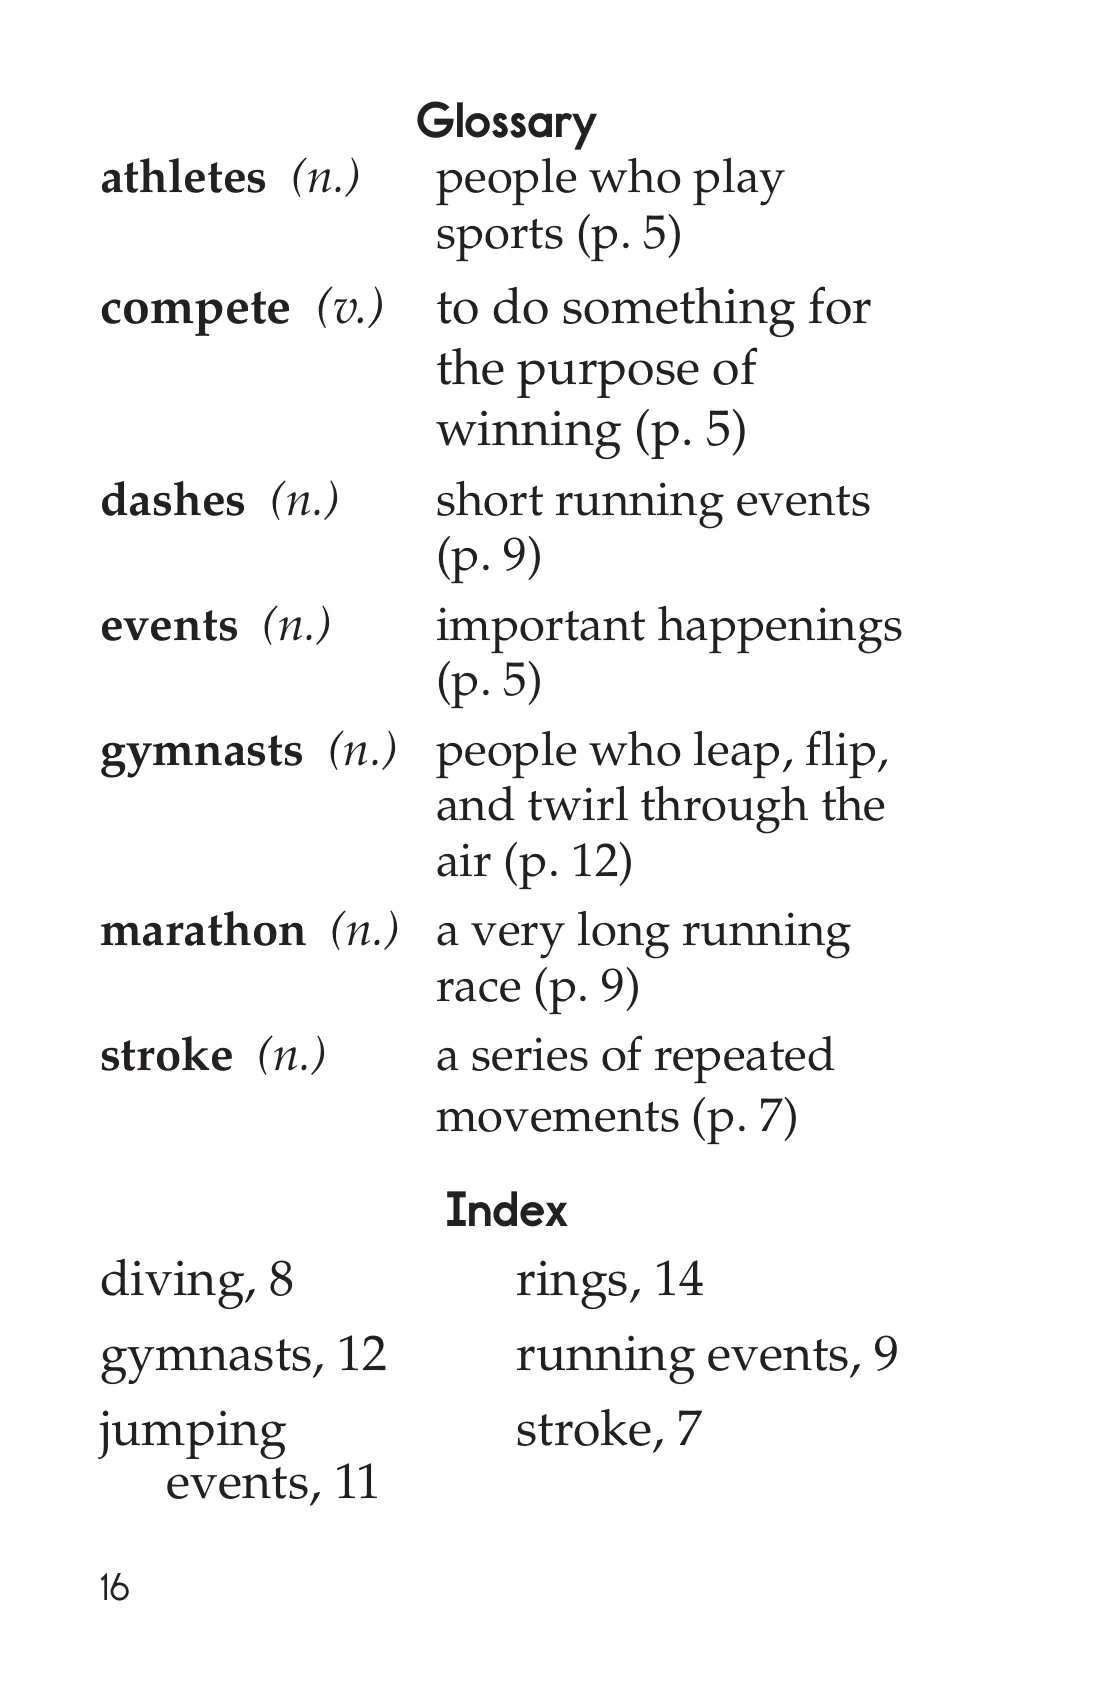 Glossary
athletes (n.) people who play
sports (p. 5)
compete (v.) to do something for
the purpose of
winning (p. 5)
dashes (n.) short running events
(p. 9)
events (n.) important happenings
(p. 5)
gymnasts (n.) people who leap, flip,
and twirl through the
air (p. 12)
marathon (n.) a very long running
race (p. 9)
stroke (n.) a series of repeated
movements (p. 7)
Index
diving, 8
gymnasts, 12
jumping
events, 11
rings, 14
running events, 9
stroke, 7
16